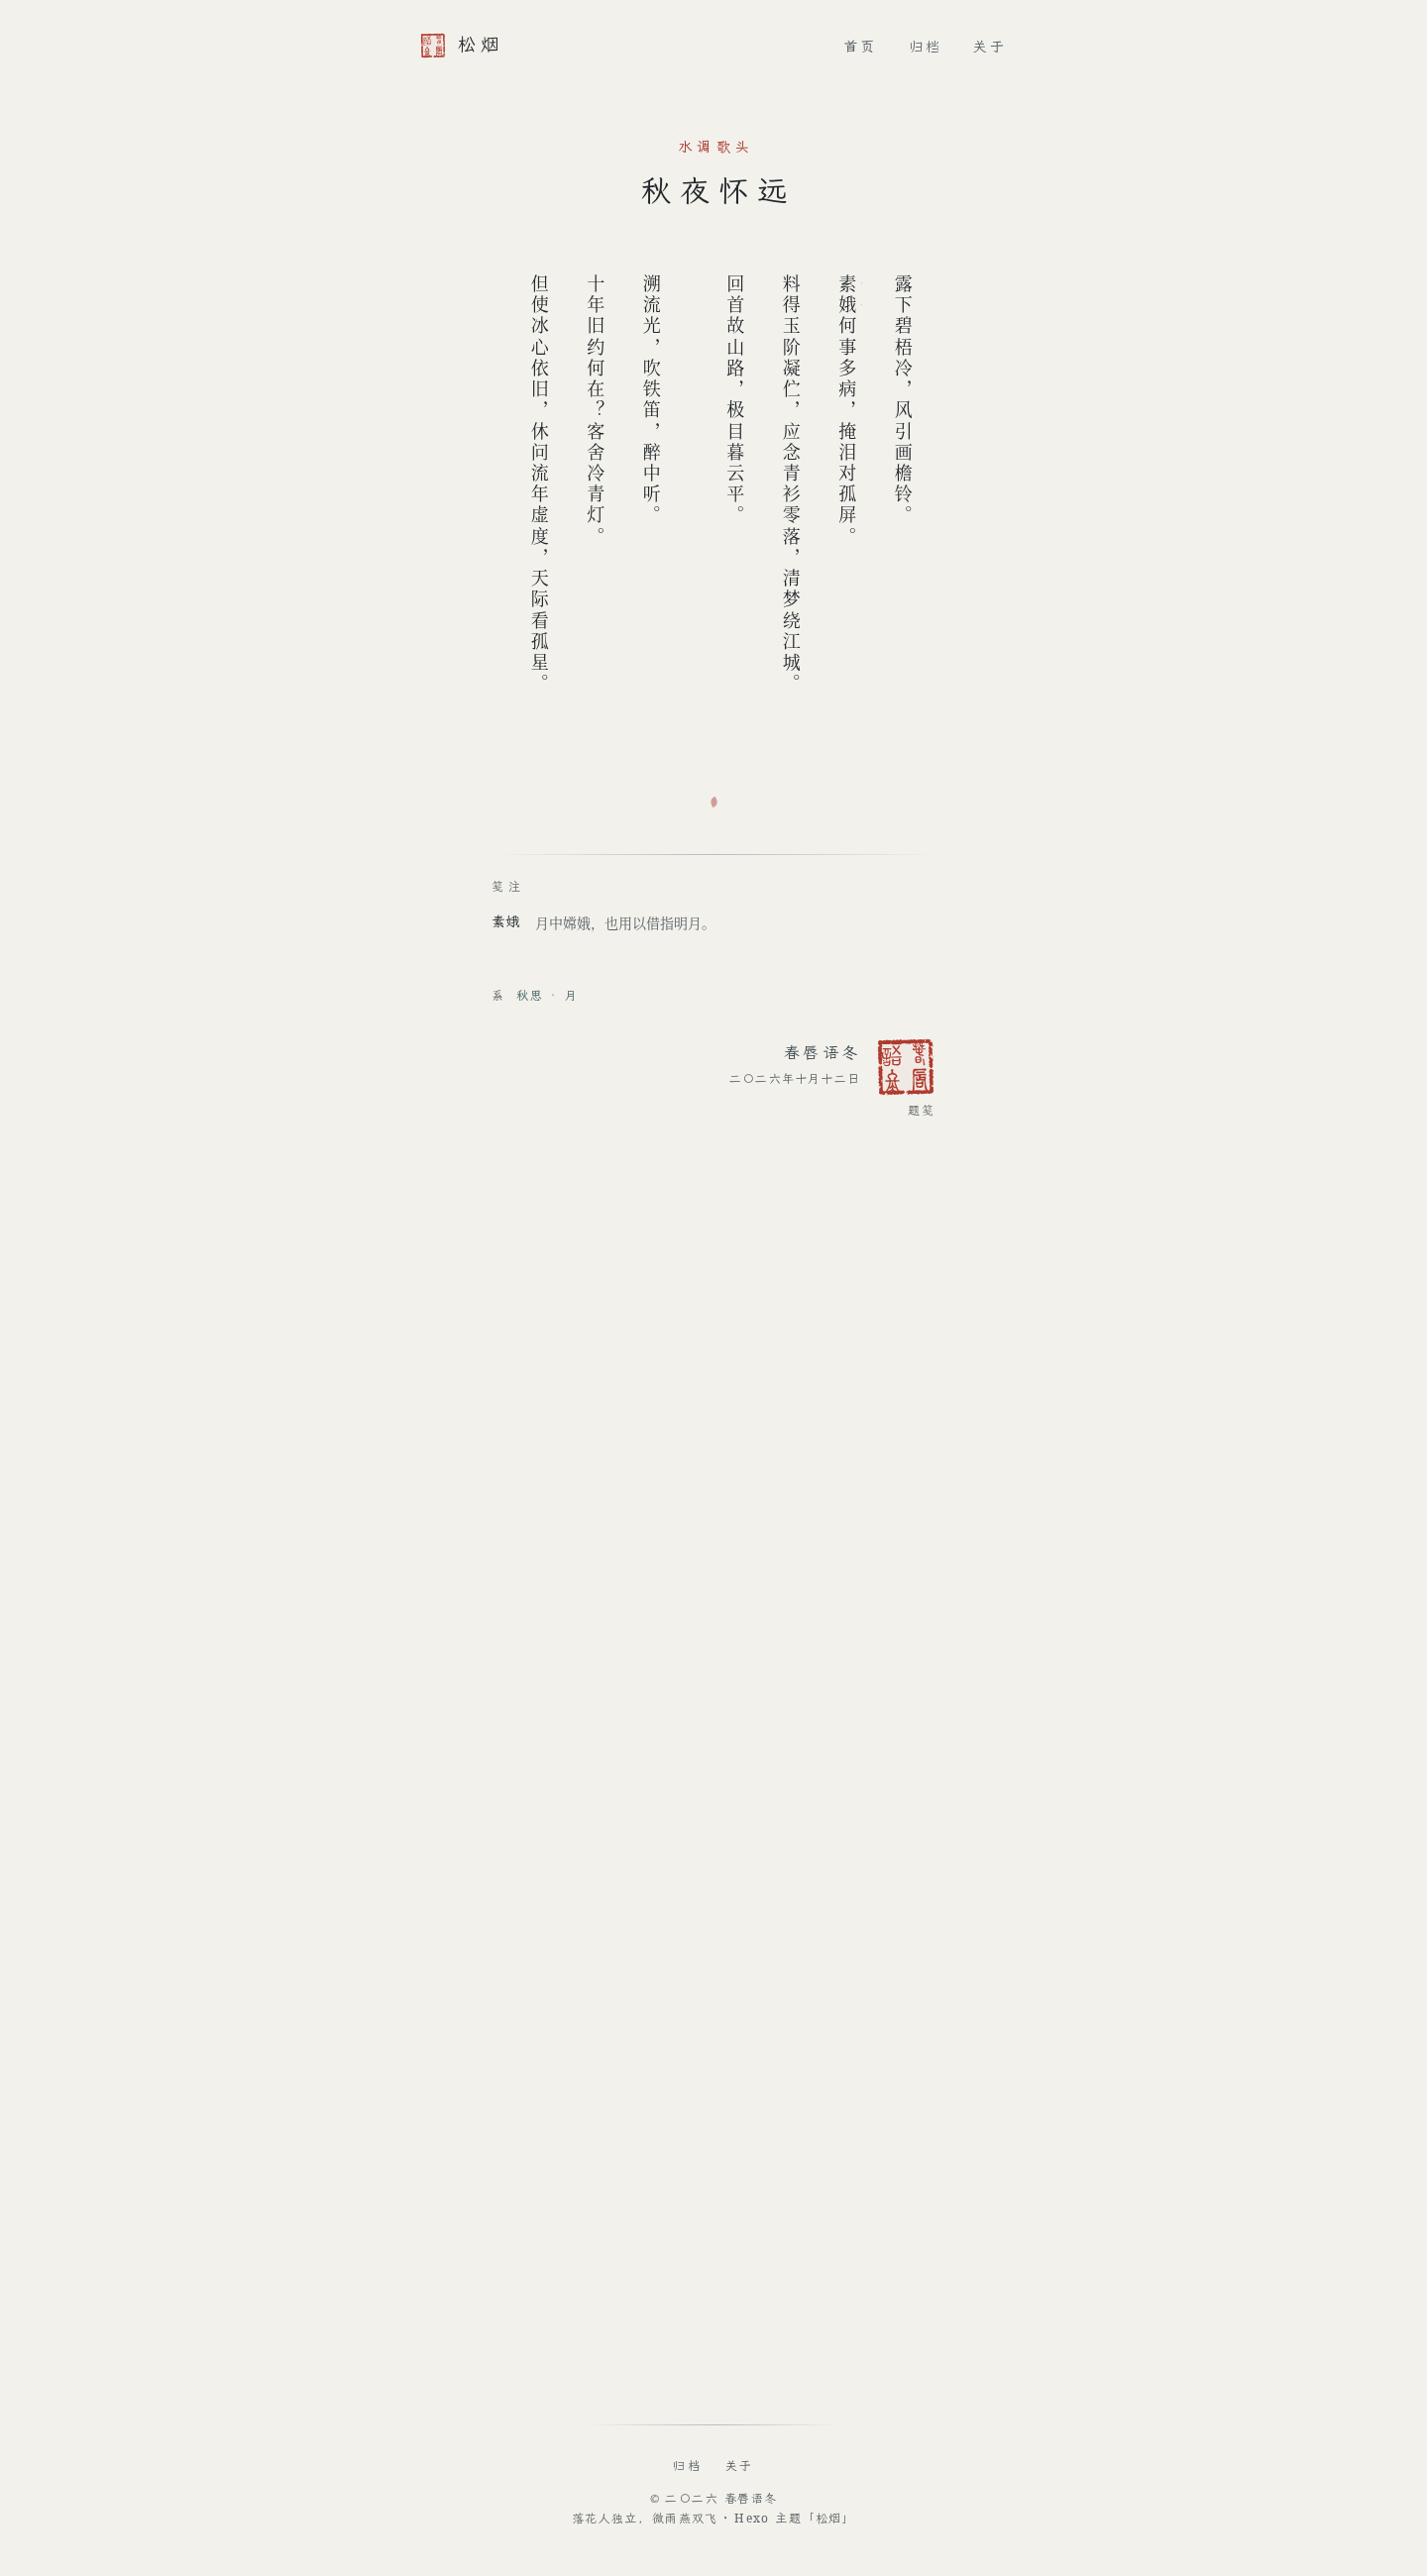 松烟
首页 归档 关于
水调歌头
秋夜怀远
露下碧梧冷，风引画檐铃。
素娥何事多病，掩泪对孤屏。
料得玉阶凝伫，应念青衫零落，清梦绕江城。
回首故山路，极目暮云平。
溯流光，吹铁笛，醉中听。
十年旧约何在？客舍冷青灯。
但使冰心依旧，休问流年虚度，天际看孤星。
笺注
素娥 月中嫦娥，也用以借指明月。
系 秋思 · 月
春唇语冬
二〇二六年十月十二日
题笺
归档 关于
© 二〇二六 春唇语冬
落花人独立，微雨燕双飞 · Hexo 主题「松烟」